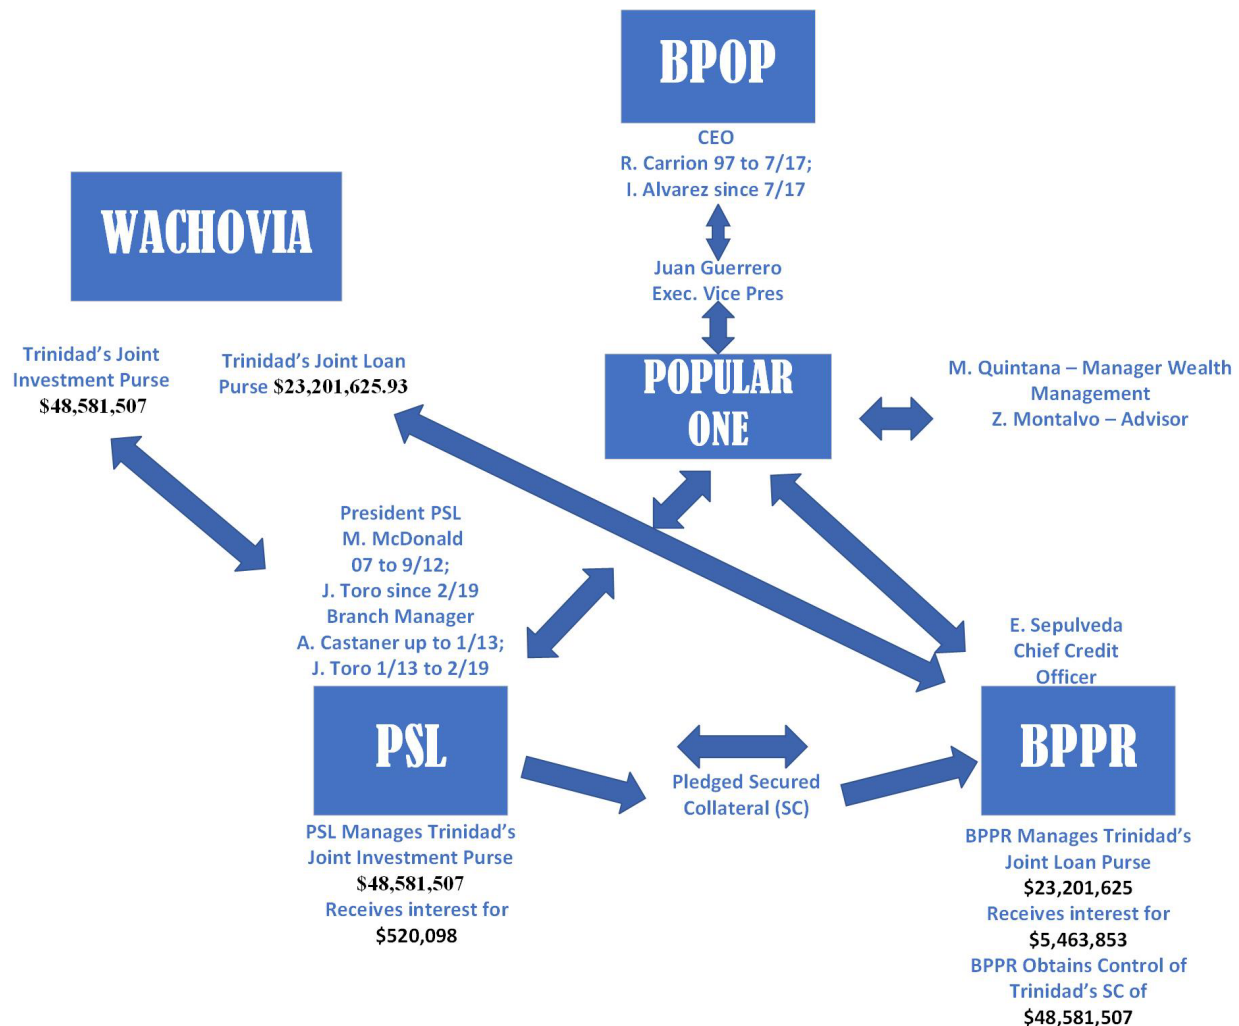 BPOP
CEO
R. Carrion 97 to 7/17;
I. Alvarez since 7/17
WACHOVIA
Juan Guerrero
Exec. Vice Pres
Trinidad’s Joint
Investment Purse
$48,581,507
Trinidad’s Joint Loan
Purse $23,201,625.93
POPULAR
ONE
M. Quintana – Manager Wealth
Management
Z. Montalvo – Advisor
President PSL
M. McDonald
07 to 9/12;
J. Toro since 2/19
Branch Manager
A. Castaner up to 1/13;
J. Toro 1/13 to 2/19
E. Sepulveda
Chief Credit
Officer
PSL
Pledged Secured
Collateral (SC)
BPPR
PSL Manages Trinidad’s
Joint Investment Purse
$48,581,507
Receives interest for
$520,098
BPPR Manages Trinidad’s
Joint Loan Purse
$23,201,625
Receives interest for
$5,463,853
BPPR Obtains Control of
Trinidad’s SC of
$48,581,507